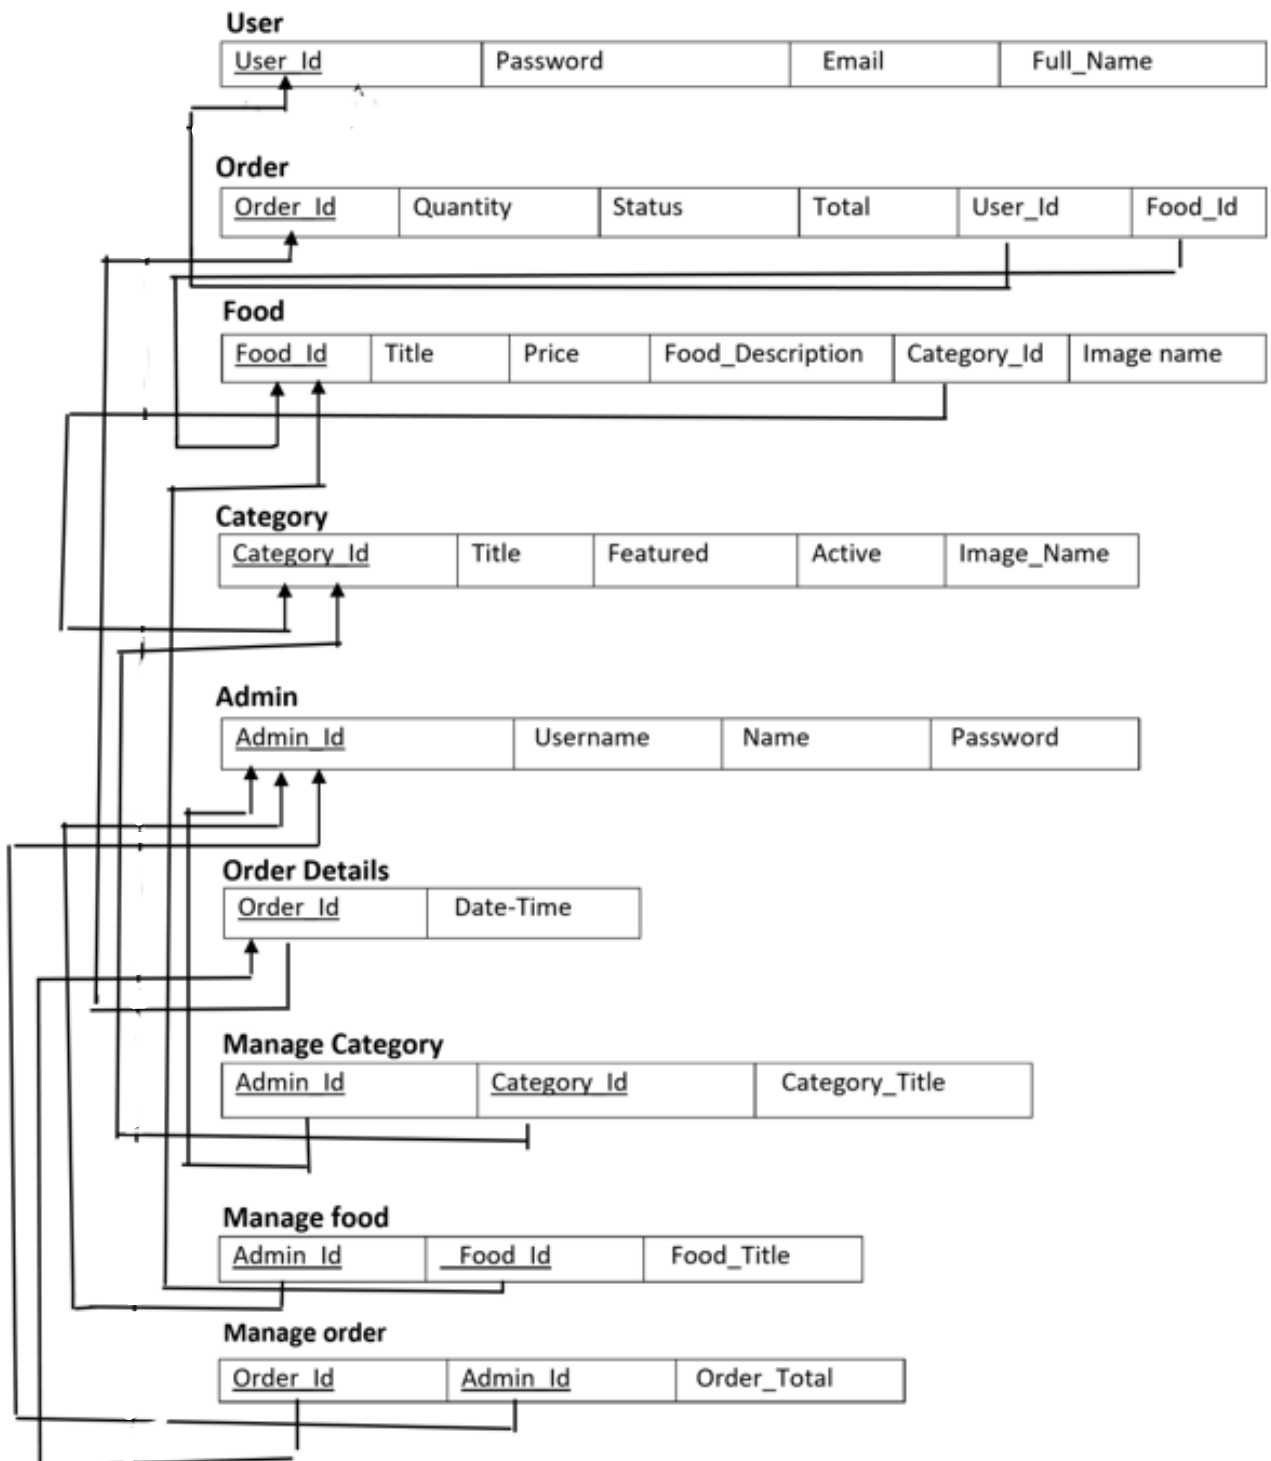 User
User_Id Password Email Full_Name
Order
Order_Id Quantity Status Total User_Id Food_Id
Food
Food_Id Title Price Food_Description Category_Id Image name
Category
Category_Id Title Featured Active Image_Name
Admin
Admin_Id Username Name Password
Order Details
Order_Id Date-Time
Manage Category
Admin_Id Category_Id Category_Title
Manage food
Admin_Id Food_Id Food_Title
Manage order
Order_Id Admin_Id Order_Total